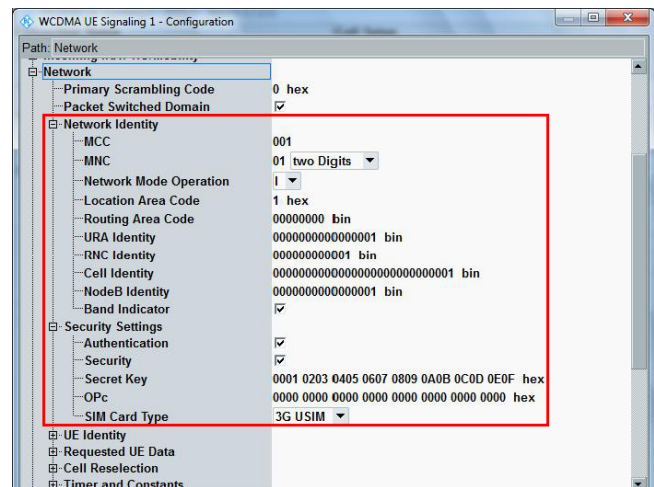 WCDMA UE Signaling 1 - Configuration
Path: Network
Network
Primary Scrambling Code 0 hex
Packet Switched Domain
Network Identity
MCC 001
MNC 01 two Digits
Network Mode Operation I
Location Area Code 1 hex
Routing Area Code 00000000 bin
URA Identity 0000000000000001 bin
RNC Identity 000000000001 bin
Cell Identity 0000000000000000000000000001 bin
NodeB Identity 0000000000000001 bin
Band Indicator
Security Settings
Authentication
Security
Secret Key 0001 0203 0405 0607 0809 0A0B 0C0D 0E0F hex
OPc 0000 0000 0000 0000 0000 0000 0000 0000 hex
SIM Card Type 3G USIM
UE Identity
Requested UE Data
Cell Reselection
Timer and Constants